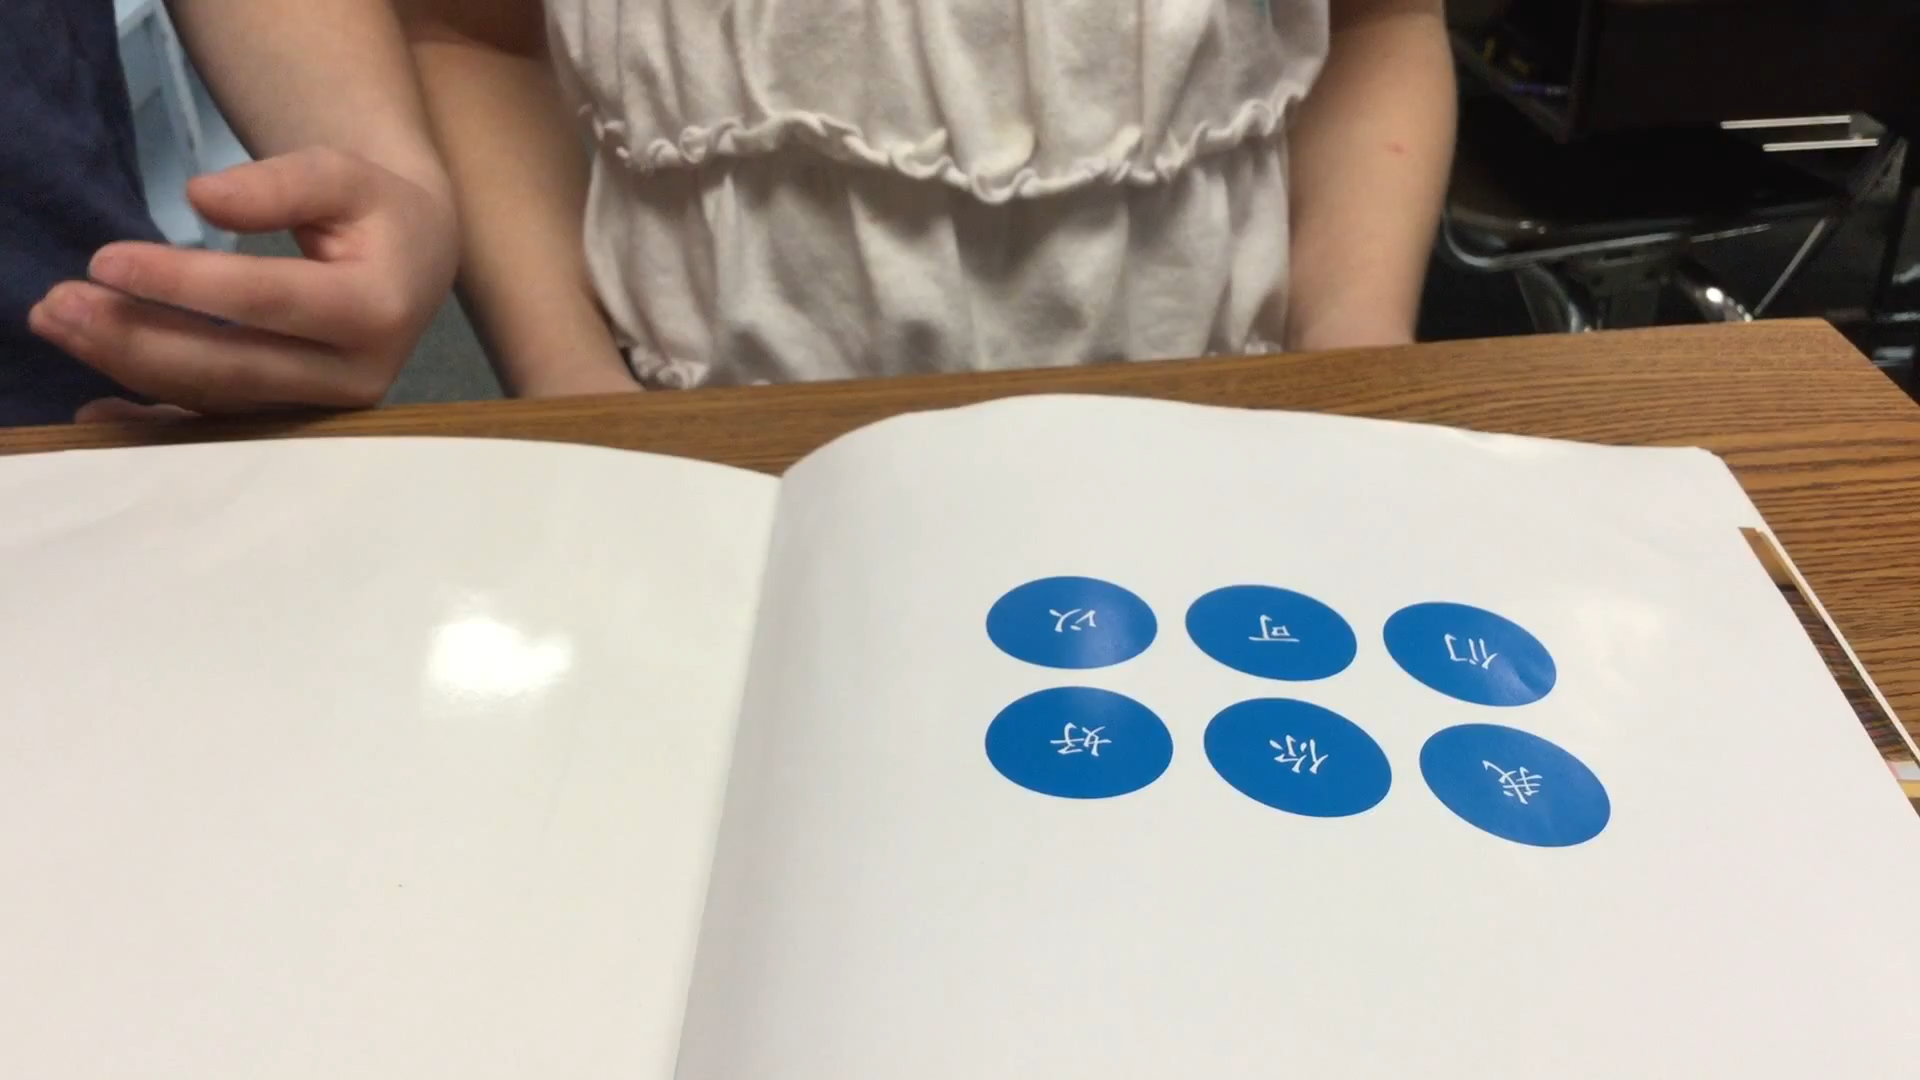 我 你 好
们 可 以